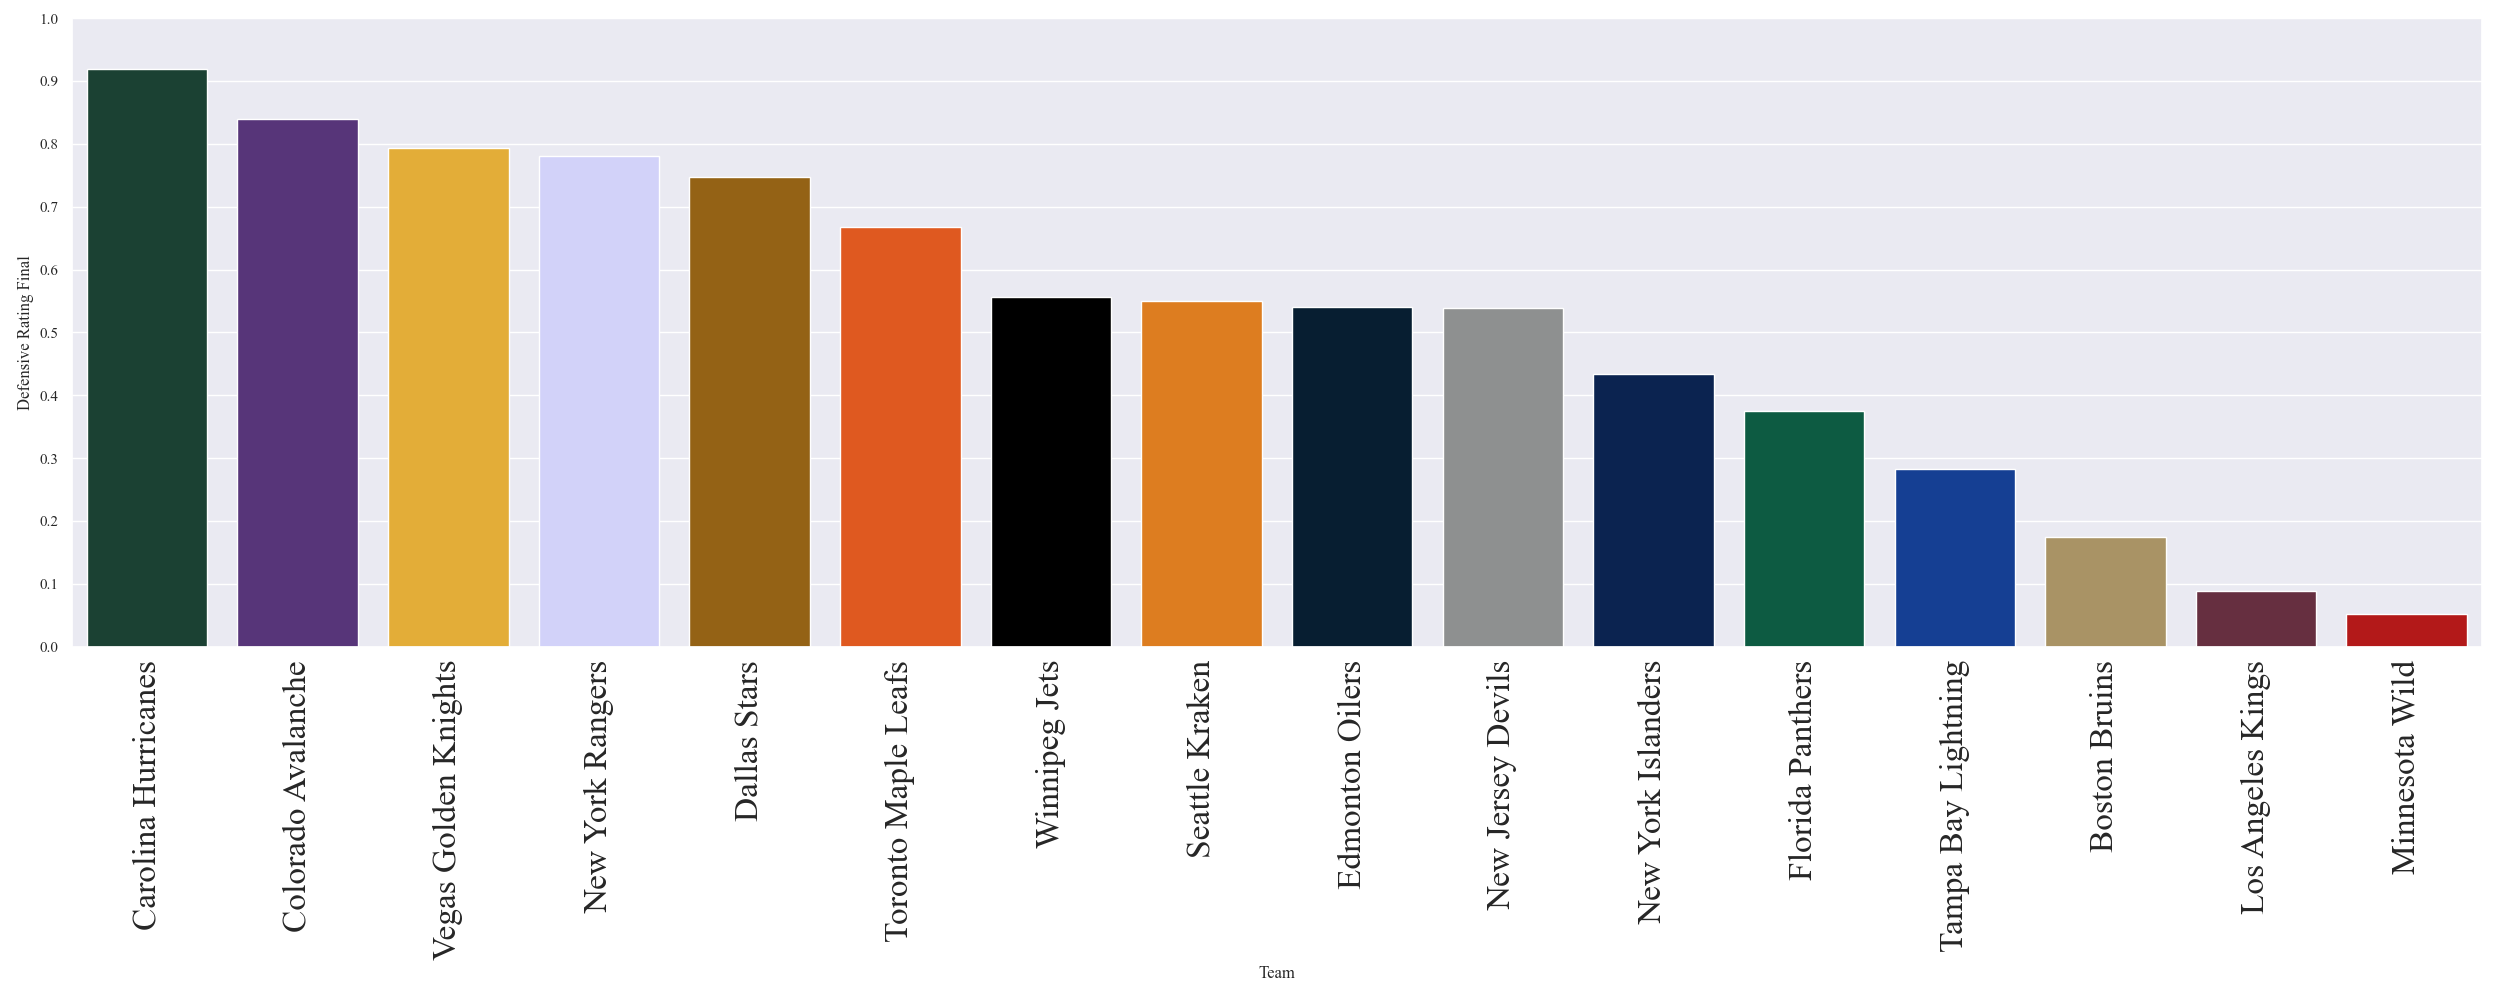 1.0
0.9
0.8
0.7
0.6
0.5
0.4
0.3
0.2
0.1
0.0
Defensive Rating Final
Carolina Hurricanes
Colorado Avalanche
Vegas Golden Knights
New York Rangers
Dallas Stars
Toronto Maple Leafs
Winnipeg Jets
Seattle Kraken
Edmonton Oilers
New Jersey Devils
New York Islanders
Florida Panthers
Tampa Bay Lightning
Boston Bruins
Los Angeles Kings
Minnesota Wild
Team